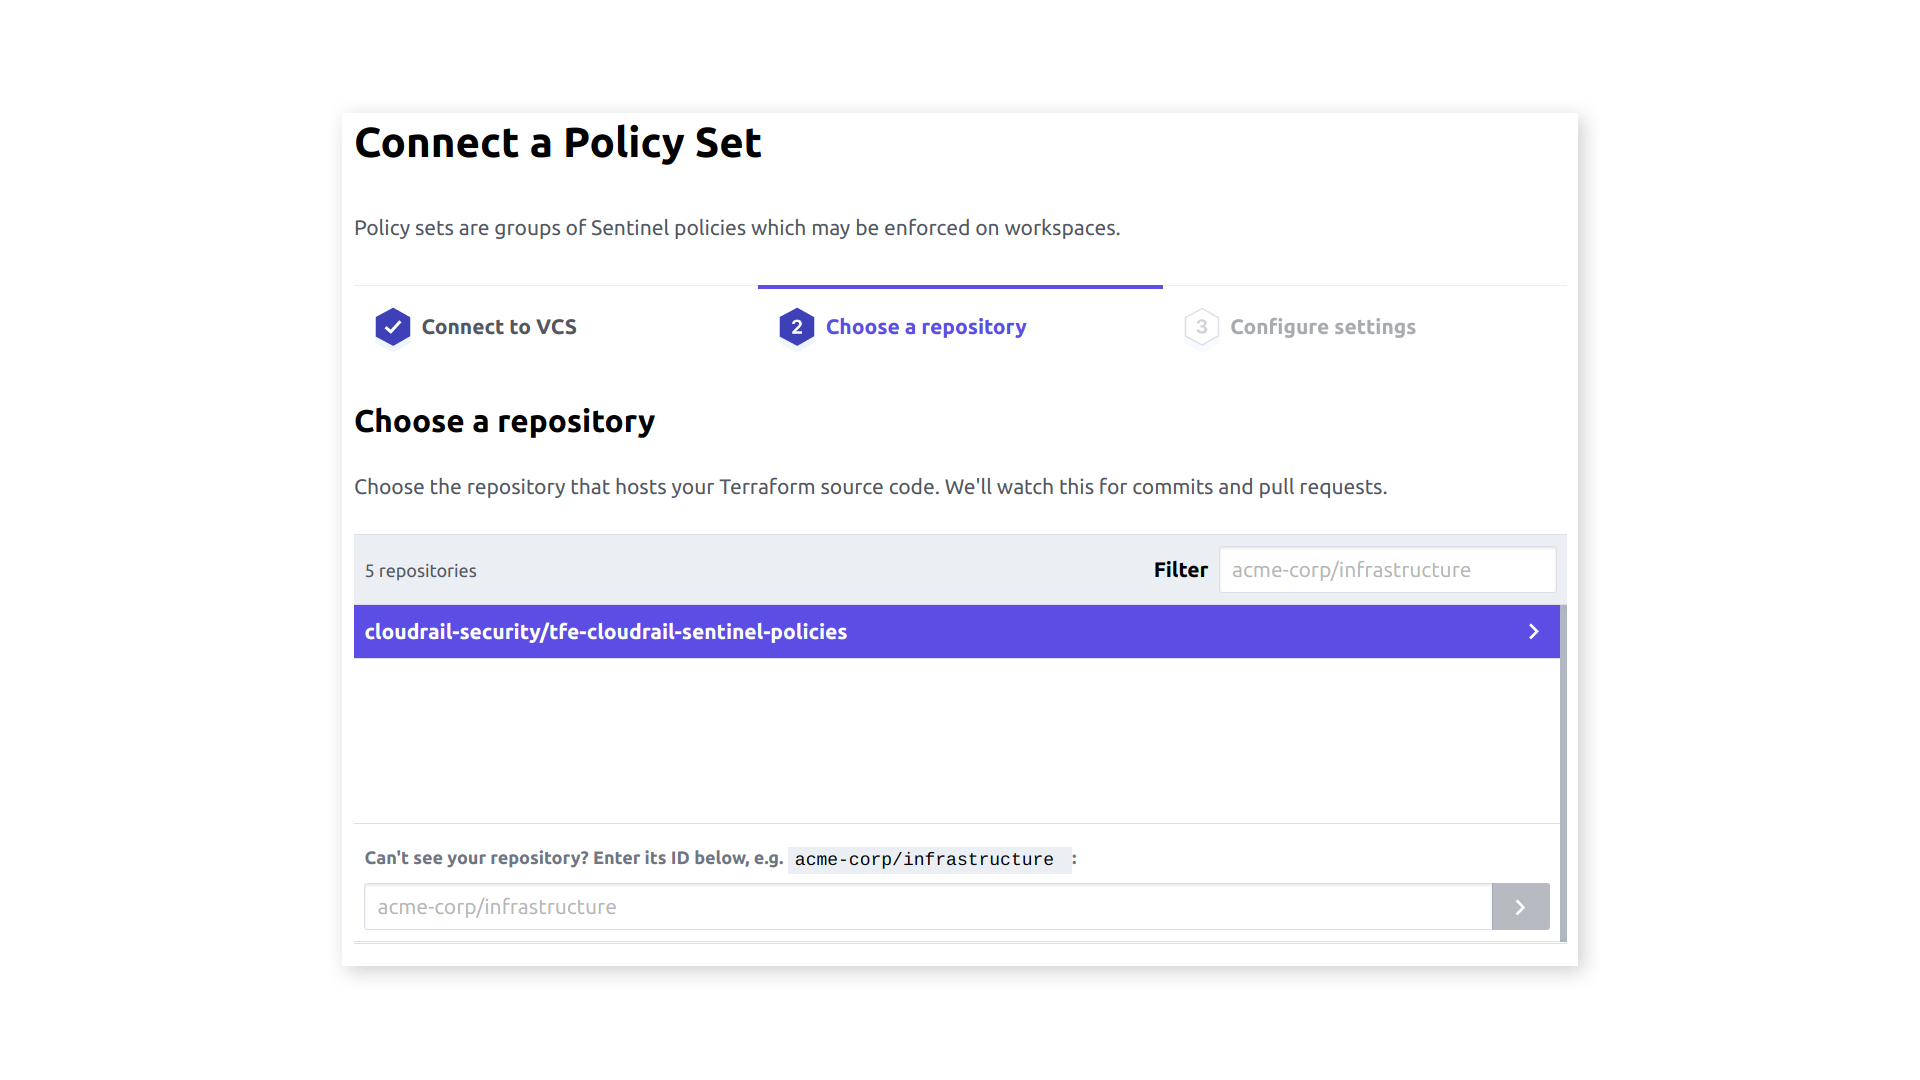 Connect a Policy Set
Policy sets are groups of Sentinel policies which may be enforced on workspaces.
Connect to VCS
2 Choose a repository
3 Configure settings
Choose a repository
Choose the repository that hosts your Terraform source code. We'll watch this for commits and pull requests.
5 repositories
Filter acme-corp/infrastructure
cloudrail-security/tfe-cloudrail-sentinel-policies
Can't see your repository? Enter its ID below, e.g. acme-corp/infrastructure :
acme-corp/infrastructure